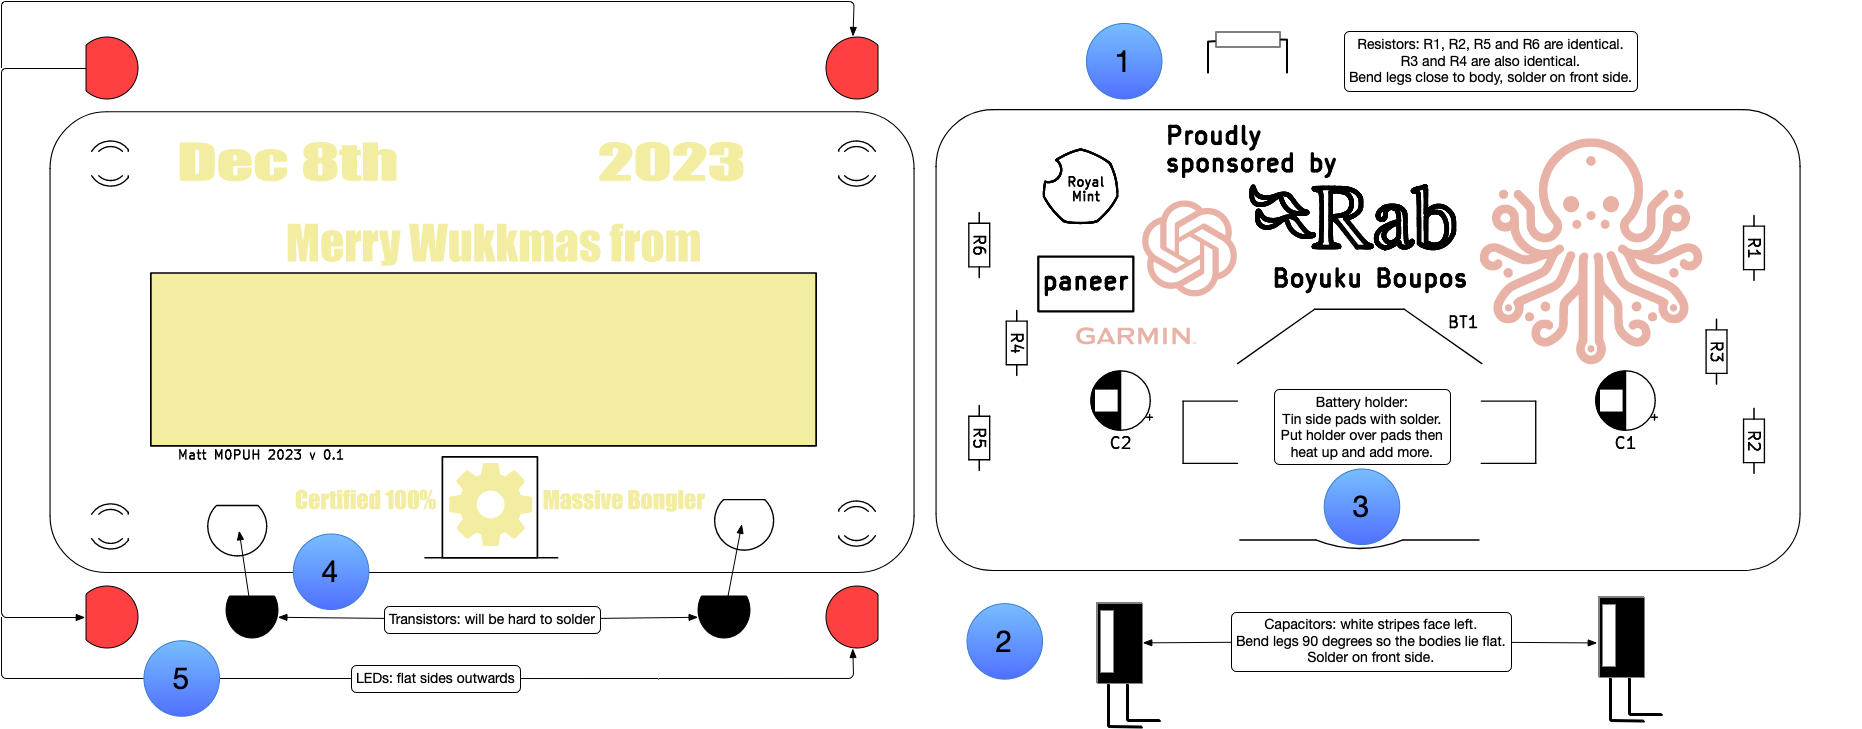 Dec 8th 2023
Merry Wukkmas from
Matt M0PUH 2023 v 0.1
Certified 100% Massive Bongler
4
Transistors: will be hard to solder
5
LEDs: flat sides outwards
1
Resistors: R1, R2, R5 and R6 are identical.
R3 and R4 are also identical.
Bend legs close to body, solder on front side.
Proudly
sponsored by
Royal
Mint
Rab
paneer
Boyuku Boupos
GARMIN
BT1
R6
R4
R5
R1
R3
R2
C2
+
C1
+
Battery holder:
Tin side pads with solder.
Put holder over pads then
heat up and add more.
3
2
Capacitors: white stripes face left.
Bend legs 90 degrees so the bodies lie flat.
Solder on front side.